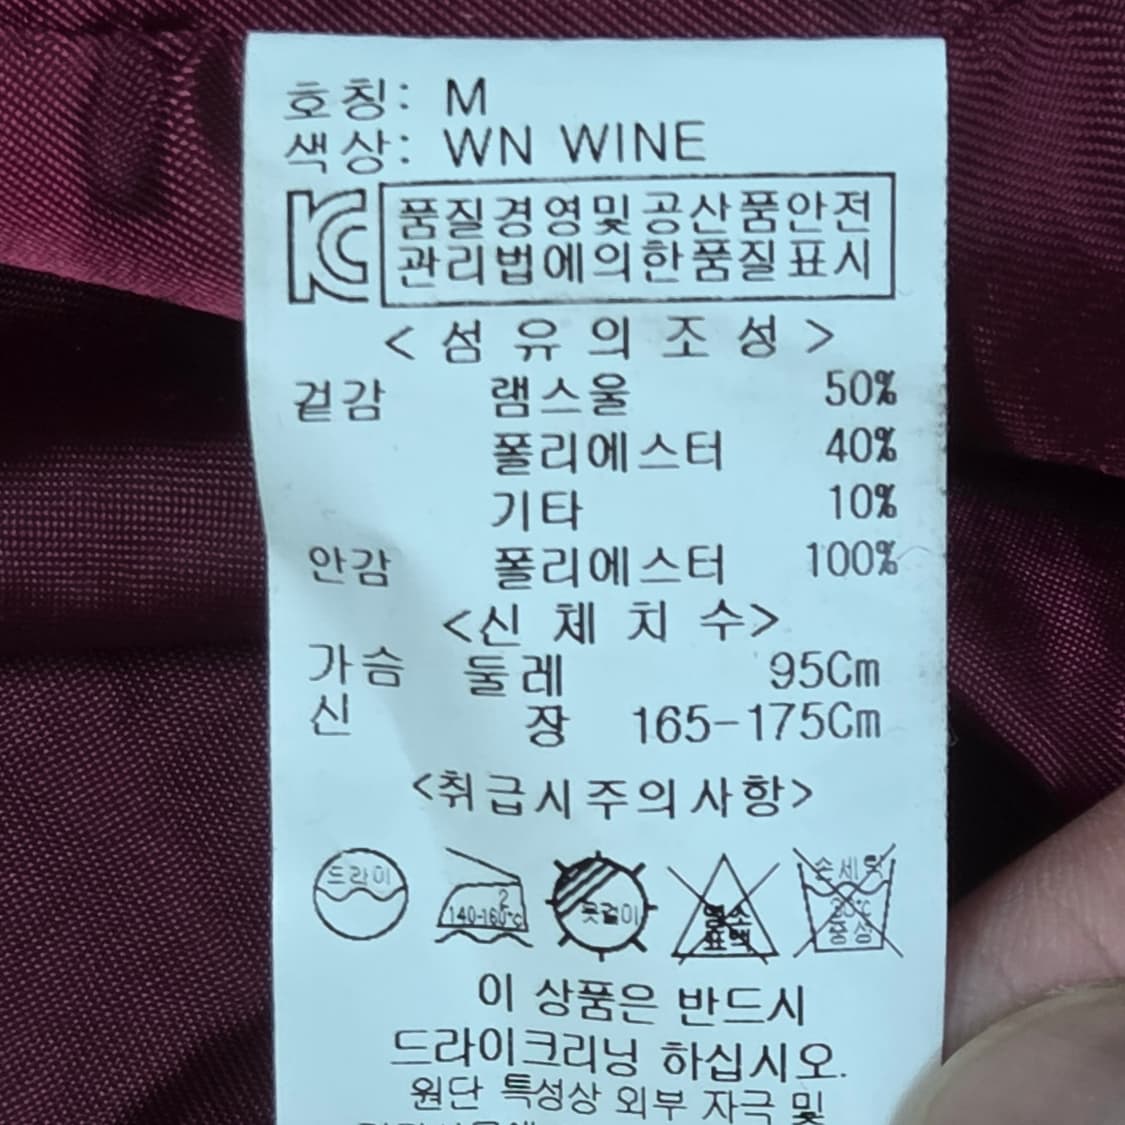 호칭: M
색상: WN WINE
KC 품질경영및공산품안전
관리법에의한품질표시
< 섬 유 의 조 성 >
겉감 램스울 50%
폴리에스터 40%
기타 10%
안감 폴리에스터 100%
<신 체 치 수>
가슴 둘레 95Cm
신 장 165-175Cm
<취급시주의사항>
드라이 2 140-160°c 옷걸이 염소 표백 손세탁 30°c 중성
이 상품은 반드시
드라이크리닝 하십시오.
원단 특성상 외부 자극 및